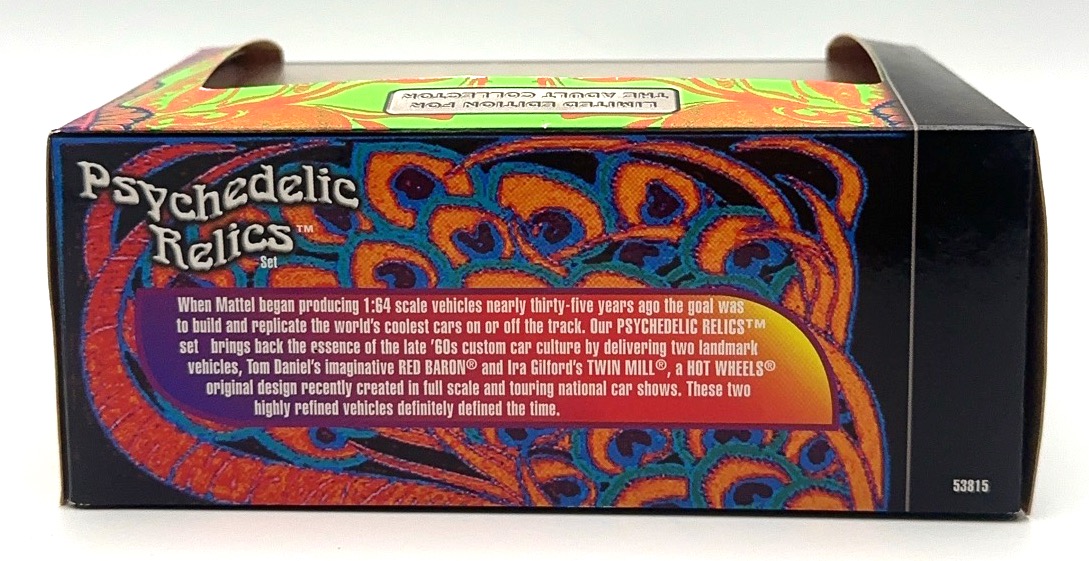 LIMITED EDITION FOR
THE ADULT COLLECTOR
Psychedelic
Relics™
Set
When Mattel began producing 1:64 scale vehicles nearly thirty-five years ago the goal was
to build and replicate the world's coolest cars on or off the track. Our PSYCHEDELIC RELICS™
set brings back the essence of the late '60s custom car culture by delivering two landmark
vehicles, Tom Daniel's imaginative RED BARON® and Ira Gilford's TWIN MILL®, a HOT WHEELS®
original design recently created in full scale and touring national car shows. These two
highly refined vehicles definitely defined the time.
53815